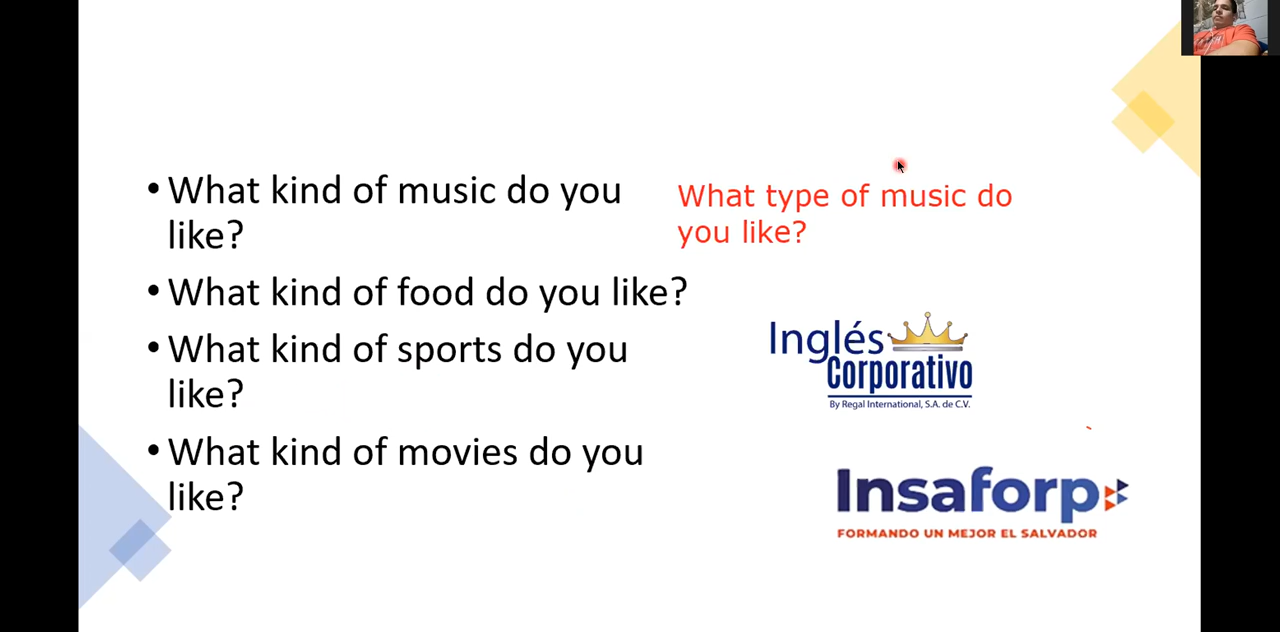 • What kind of music do you
like?
What type of music do
you like?
• What kind of food do you like?
• What kind of sports do you
like?
• What kind of movies do you
like?
Inglés
Corporativo
By Regal International, S.A. de C.V.
Insaforp
FORMANDO UN MEJOR EL SALVADOR